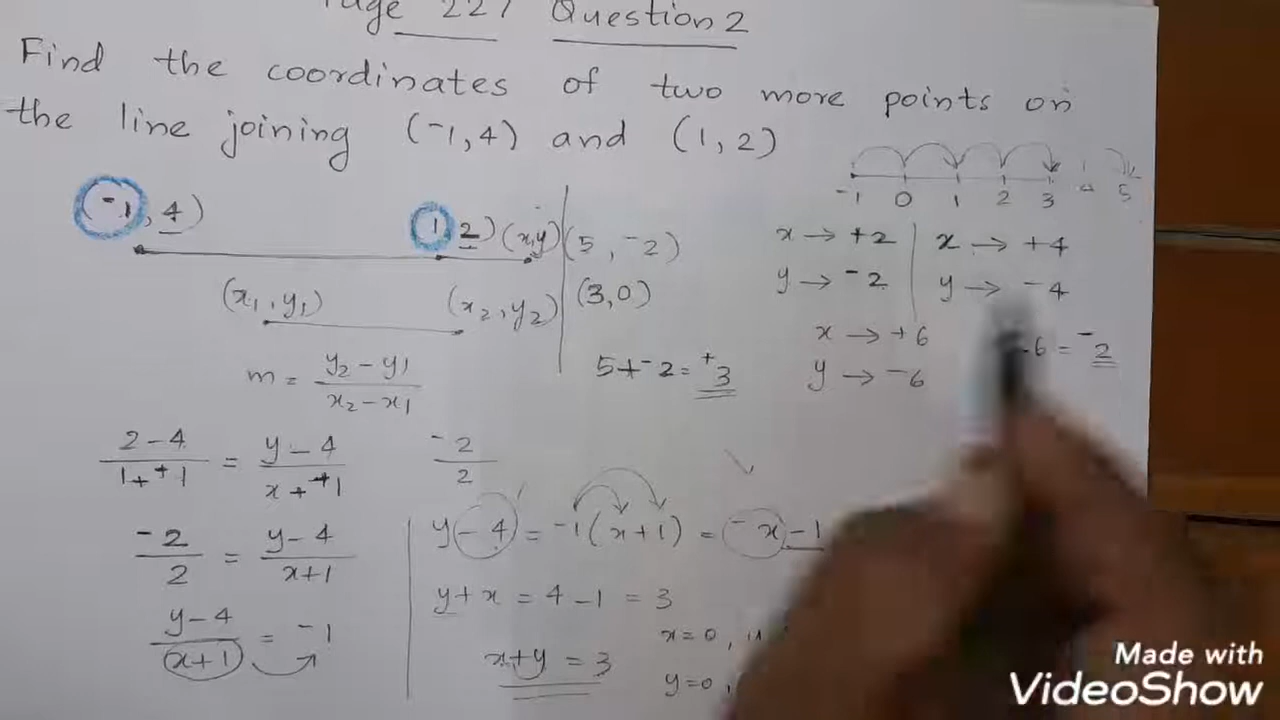 Page 227 Question 2
Find the coordinates of two more points on
the line joining (-1, 4) and (1, 2)
-1 0 1 2 3 4 5
(-1, 4) (1, 2) (x,y) (5, -2)
(x₁, y₁) (x₂, y₂) (3, 0)
x → +2 x → +4
y → -2 y → -4
x → +6
y → -6
6 = -2
5 + -2 = +3
m = (y₂ - y₁)/(x₂ - x₁)
(2 - 4)/(1 + +1) = (y - 4)/(x + +1) -2/2
-2/2 = (y - 4)/(x + 1)
(y - 4)/(x + 1) = -1
y - 4 = -1(x + 1) = -x - 1
y + x = 4 - 1 = 3
x + y = 3
x = 0,
y = 0,
Made with
VideoShow